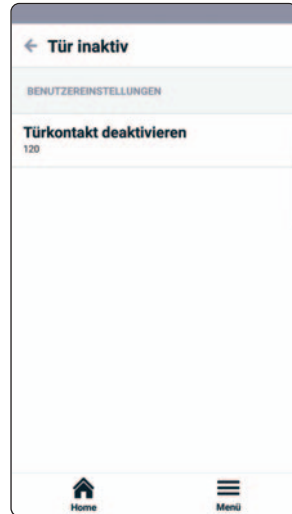 Tür inaktiv
BENUTZEREINSTELLUNGEN
Türkontakt deaktivieren
120
Home Menü